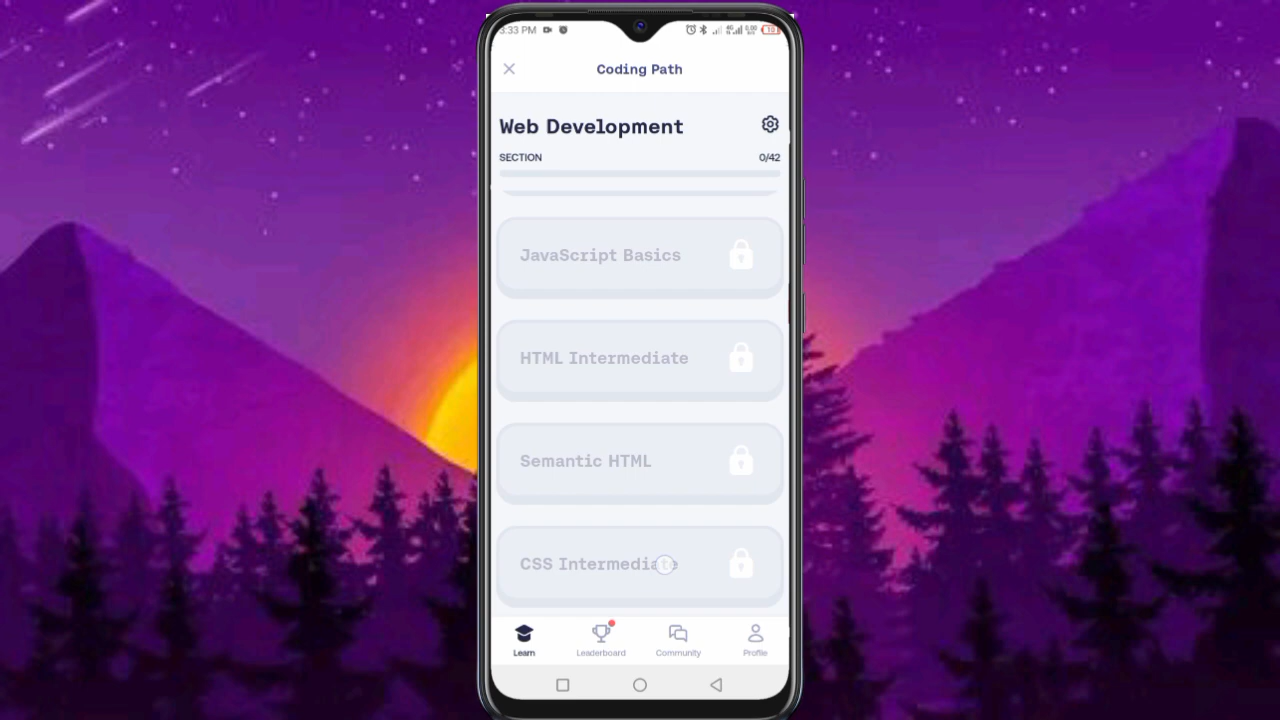 3:33 PM
Coding Path
Web Development
SECTION 0/42
JavaScript Basics
HTML Intermediate
Semantic HTML
CSS Intermediate
Learn Leaderboard Community Profile